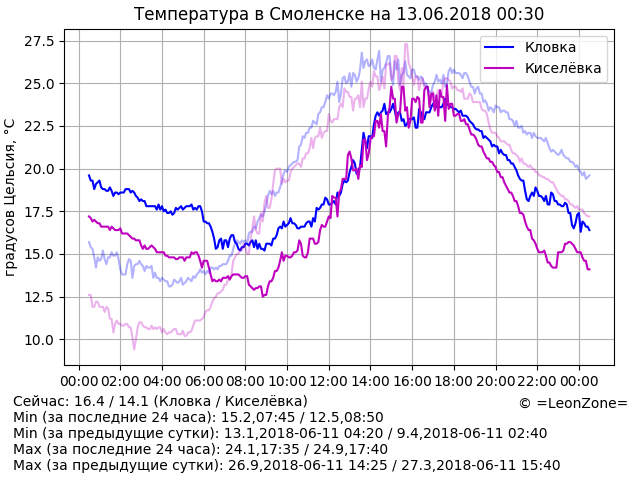 Температура в Смоленске на 13.06.2018 00:30
градусов Цельсия, °C
27.5
25.0
22.5
20.0
17.5
15.0
12.5
10.0
Кловка
Киселёвка
00:00 02:00 04:00 06:00 08:00 10:00 12:00 14:00 16:00 18:00 20:00 22:00 00:00
Сейчас: 16.4 / 14.1 (Кловка / Киселёвка)
© =LeonZone=
Min (за последние 24 часа): 15.2,07:45 / 12.5,08:50
Min (за предыдущие сутки): 13.1,2018-06-11 04:20 / 9.4,2018-06-11 02:40
Max (за последние 24 часа): 24.1,17:35 / 24.9,17:40
Max (за предыдущие сутки): 26.9,2018-06-11 14:25 / 27.3,2018-06-11 15:40